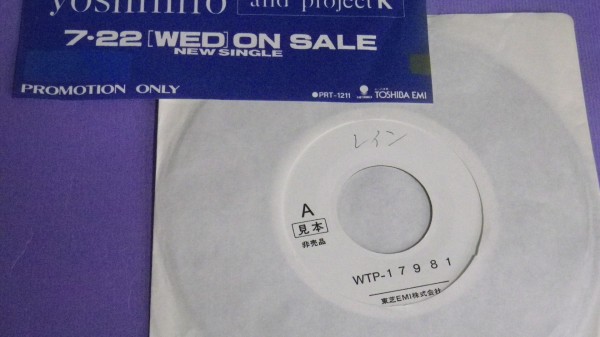 yoshihiro
and project K
7·22 [WED] ON SALE
NEW SINGLE
PROMOTION ONLY
●PRT-1211
TOSHIBA EMI
レイン
A
見本
非売品
WTP-17981
東芝EMI株式会社